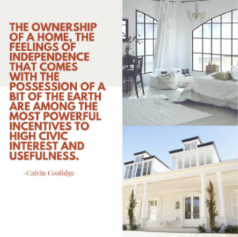 THE OWNERSHIP
OF A HOME, THE
FEELINGS OF
INDEPENDENCE
THAT COMES
WITH THE
POSSESSION OF A
BIT OF THE EARTH
ARE AMONG THE
MOST POWERFUL
INCENTIVES TO
HIGH CIVIC
INTEREST AND
USEFULNESS.
-Calvin Coolidge